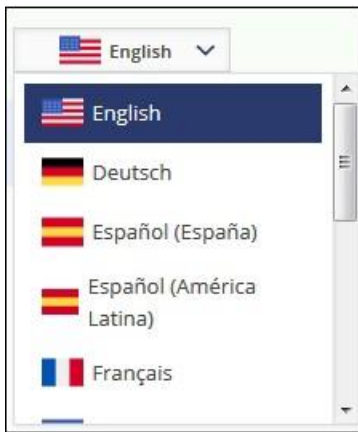 English
English
Deutsch
Español (España)
Español (América
Latina)
Français